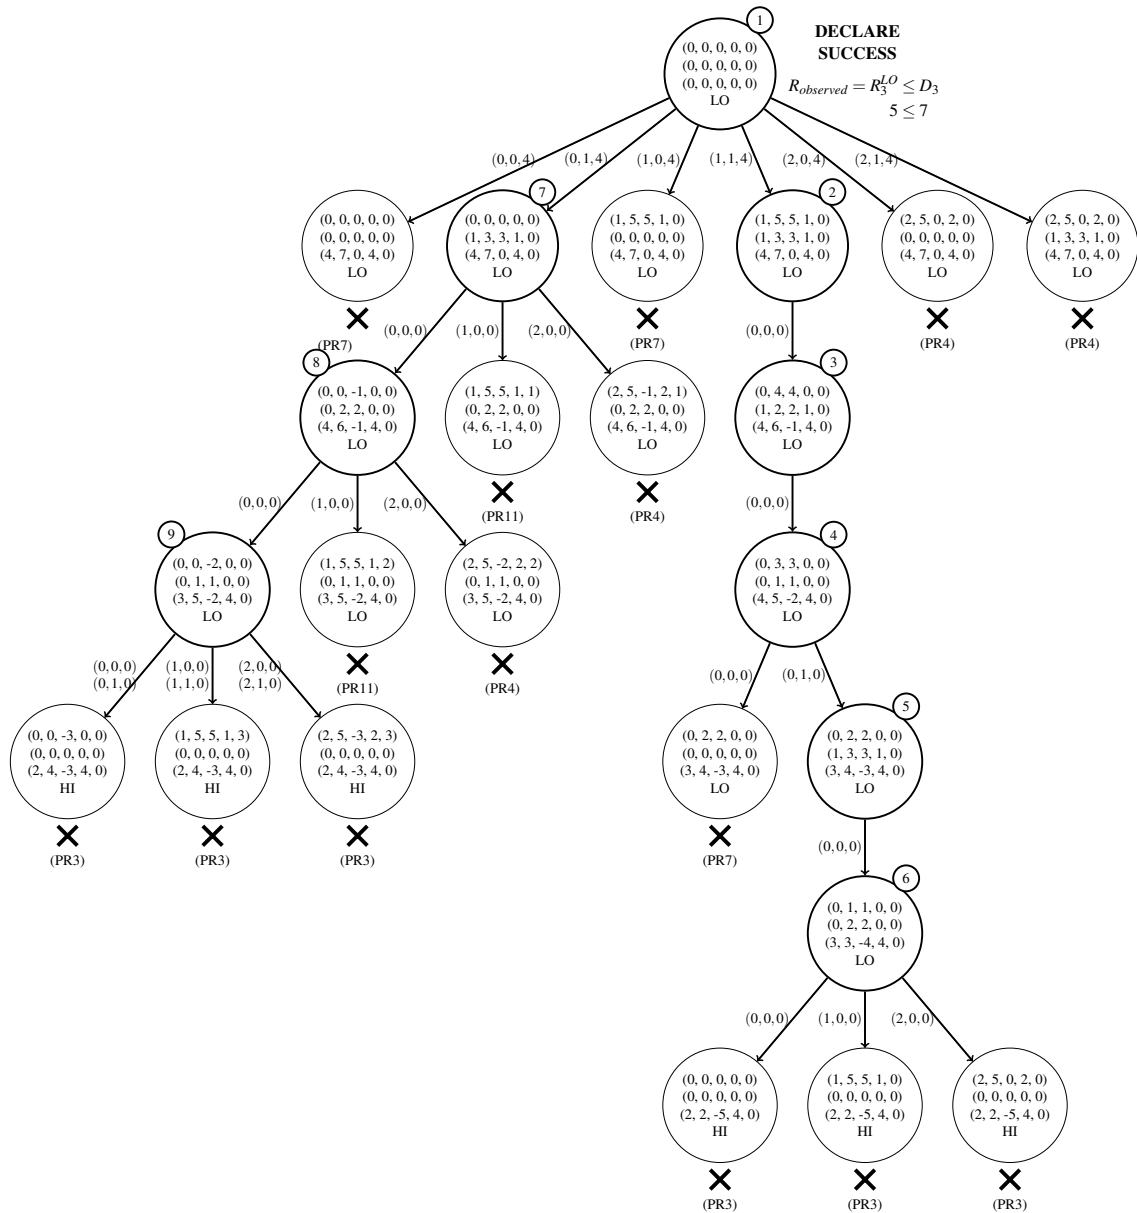 1
(0, 0, 0, 0, 0)
(0, 0, 0, 0, 0)
(0, 0, 0, 0, 0)
LO
DECLARE
SUCCESS
R_observed = R_3^LO ≤ D_3
5 ≤ 7
(0,0,4)
(0,1,4)
(1,0,4)
(1,1,4)
(2,0,4)
(2,1,4)
(0, 0, 0, 0, 0)
(0, 0, 0, 0, 0)
(4, 7, 0, 4, 0)
LO
(PR7)
7
(0, 0, 0, 0, 0)
(1, 3, 3, 1, 0)
(4, 7, 0, 4, 0)
LO
(1, 5, 5, 1, 0)
(0, 0, 0, 0, 0)
(4, 7, 0, 4, 0)
LO
(PR7)
2
(1, 5, 5, 1, 0)
(1, 3, 3, 1, 0)
(4, 7, 0, 4, 0)
LO
(2, 5, 0, 2, 0)
(0, 0, 0, 0, 0)
(4, 7, 0, 4, 0)
LO
(PR4)
(2, 5, 0, 2, 0)
(1, 3, 3, 1, 0)
(4, 7, 0, 4, 0)
LO
(PR4)
(0,0,0)
(1,0,0)
(2,0,0)
(0,0,0)
8
(0, 0, -1, 0, 0)
(0, 2, 2, 0, 0)
(4, 6, -1, 4, 0)
LO
(1, 5, 5, 1, 1)
(0, 2, 2, 0, 0)
(4, 6, -1, 4, 0)
LO
(PR11)
(2, 5, -1, 2, 1)
(0, 2, 2, 0, 0)
(4, 6, -1, 4, 0)
LO
(PR4)
3
(0, 4, 4, 0, 0)
(1, 2, 2, 1, 0)
(4, 6, -1, 4, 0)
LO
(0,0,0)
(1,0,0)
(2,0,0)
(0,0,0)
9
(0, 0, -2, 0, 0)
(0, 1, 1, 0, 0)
(3, 5, -2, 4, 0)
LO
(1, 5, 5, 1, 2)
(0, 1, 1, 0, 0)
(3, 5, -2, 4, 0)
LO
(PR11)
(2, 5, -2, 2, 2)
(0, 1, 1, 0, 0)
(3, 5, -2, 4, 0)
LO
(PR4)
4
(0, 3, 3, 0, 0)
(0, 1, 1, 0, 0)
(4, 5, -2, 4, 0)
LO
(0,0,0)
(0,1,0)
(1,0,0)
(1,1,0)
(2,0,0)
(2,1,0)
(0,0,0)
(0,1,0)
(0, 0, -3, 0, 0)
(0, 0, 0, 0, 0)
(2, 4, -3, 4, 0)
HI
(PR3)
(1, 5, 5, 1, 3)
(0, 0, 0, 0, 0)
(2, 4, -3, 4, 0)
HI
(PR3)
(2, 5, -3, 2, 3)
(0, 0, 0, 0, 0)
(2, 4, -3, 4, 0)
HI
(PR3)
(0, 2, 2, 0, 0)
(0, 0, 0, 0, 0)
(3, 4, -3, 4, 0)
LO
(PR7)
5
(0, 2, 2, 0, 0)
(1, 3, 3, 1, 0)
(3, 4, -3, 4, 0)
LO
(0,0,0)
6
(0, 1, 1, 0, 0)
(0, 2, 2, 0, 0)
(3, 3, -4, 4, 0)
LO
(0,0,0)
(1,0,0)
(2,0,0)
(0, 0, 0, 0, 0)
(0, 0, 0, 0, 0)
(2, 2, -5, 4, 0)
HI
(PR3)
(1, 5, 5, 1, 0)
(0, 0, 0, 0, 0)
(2, 2, -5, 4, 0)
HI
(PR3)
(2, 5, 0, 2, 0)
(0, 0, 0, 0, 0)
(2, 2, -5, 4, 0)
HI
(PR3)